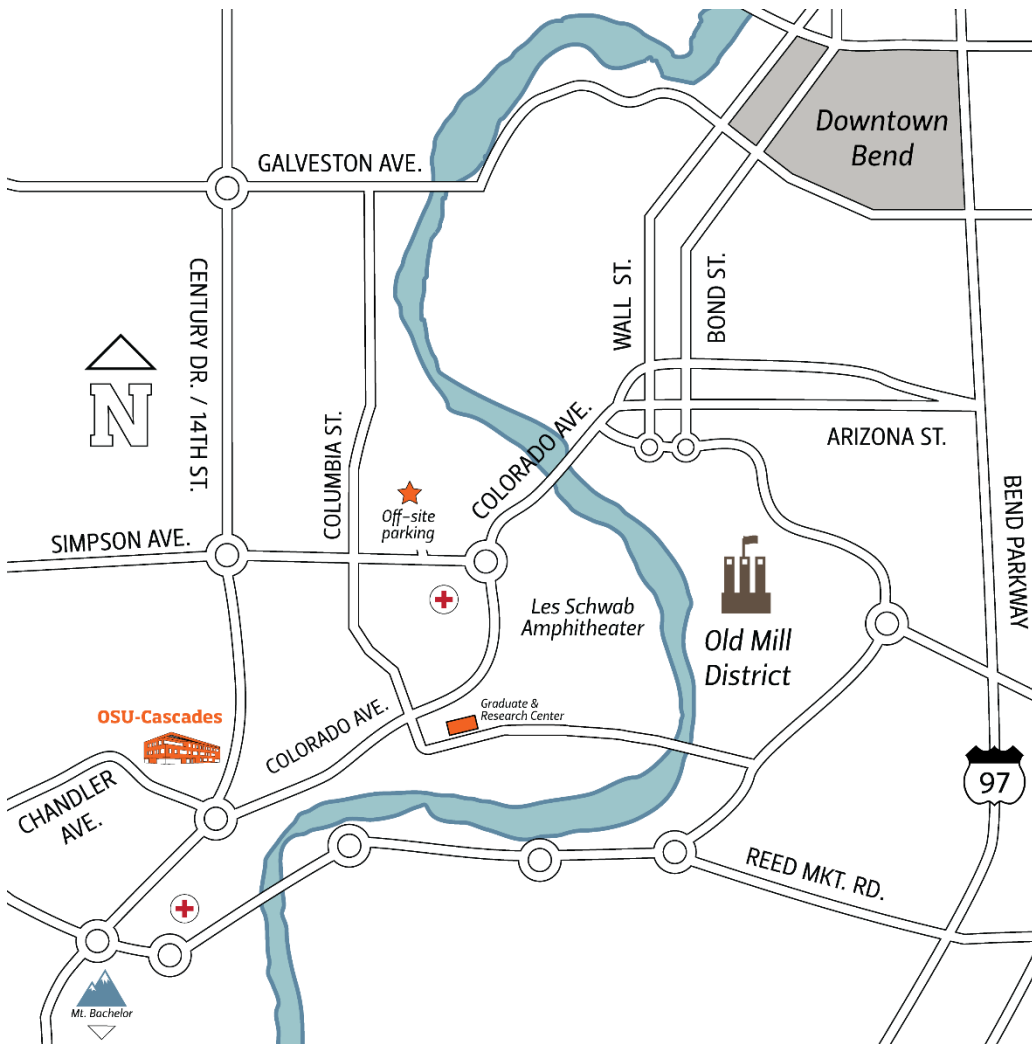 Downtown
Bend
GALVESTON AVE.
CENTURY DR. / 14TH ST.
WALL ST.
BOND ST.
N
COLUMBIA ST.
COLORADO AVE.
ARIZONA ST.
BEND PARKWAY
Off-site
parking
SIMPSON AVE.
Les Schwab
Amphitheater
Old Mill
District
OSU-Cascades
Graduate &
Research Center
COLORADO AVE.
97
CHANDLER
AVE.
REED MKT. RD.
Mt. Bachelor